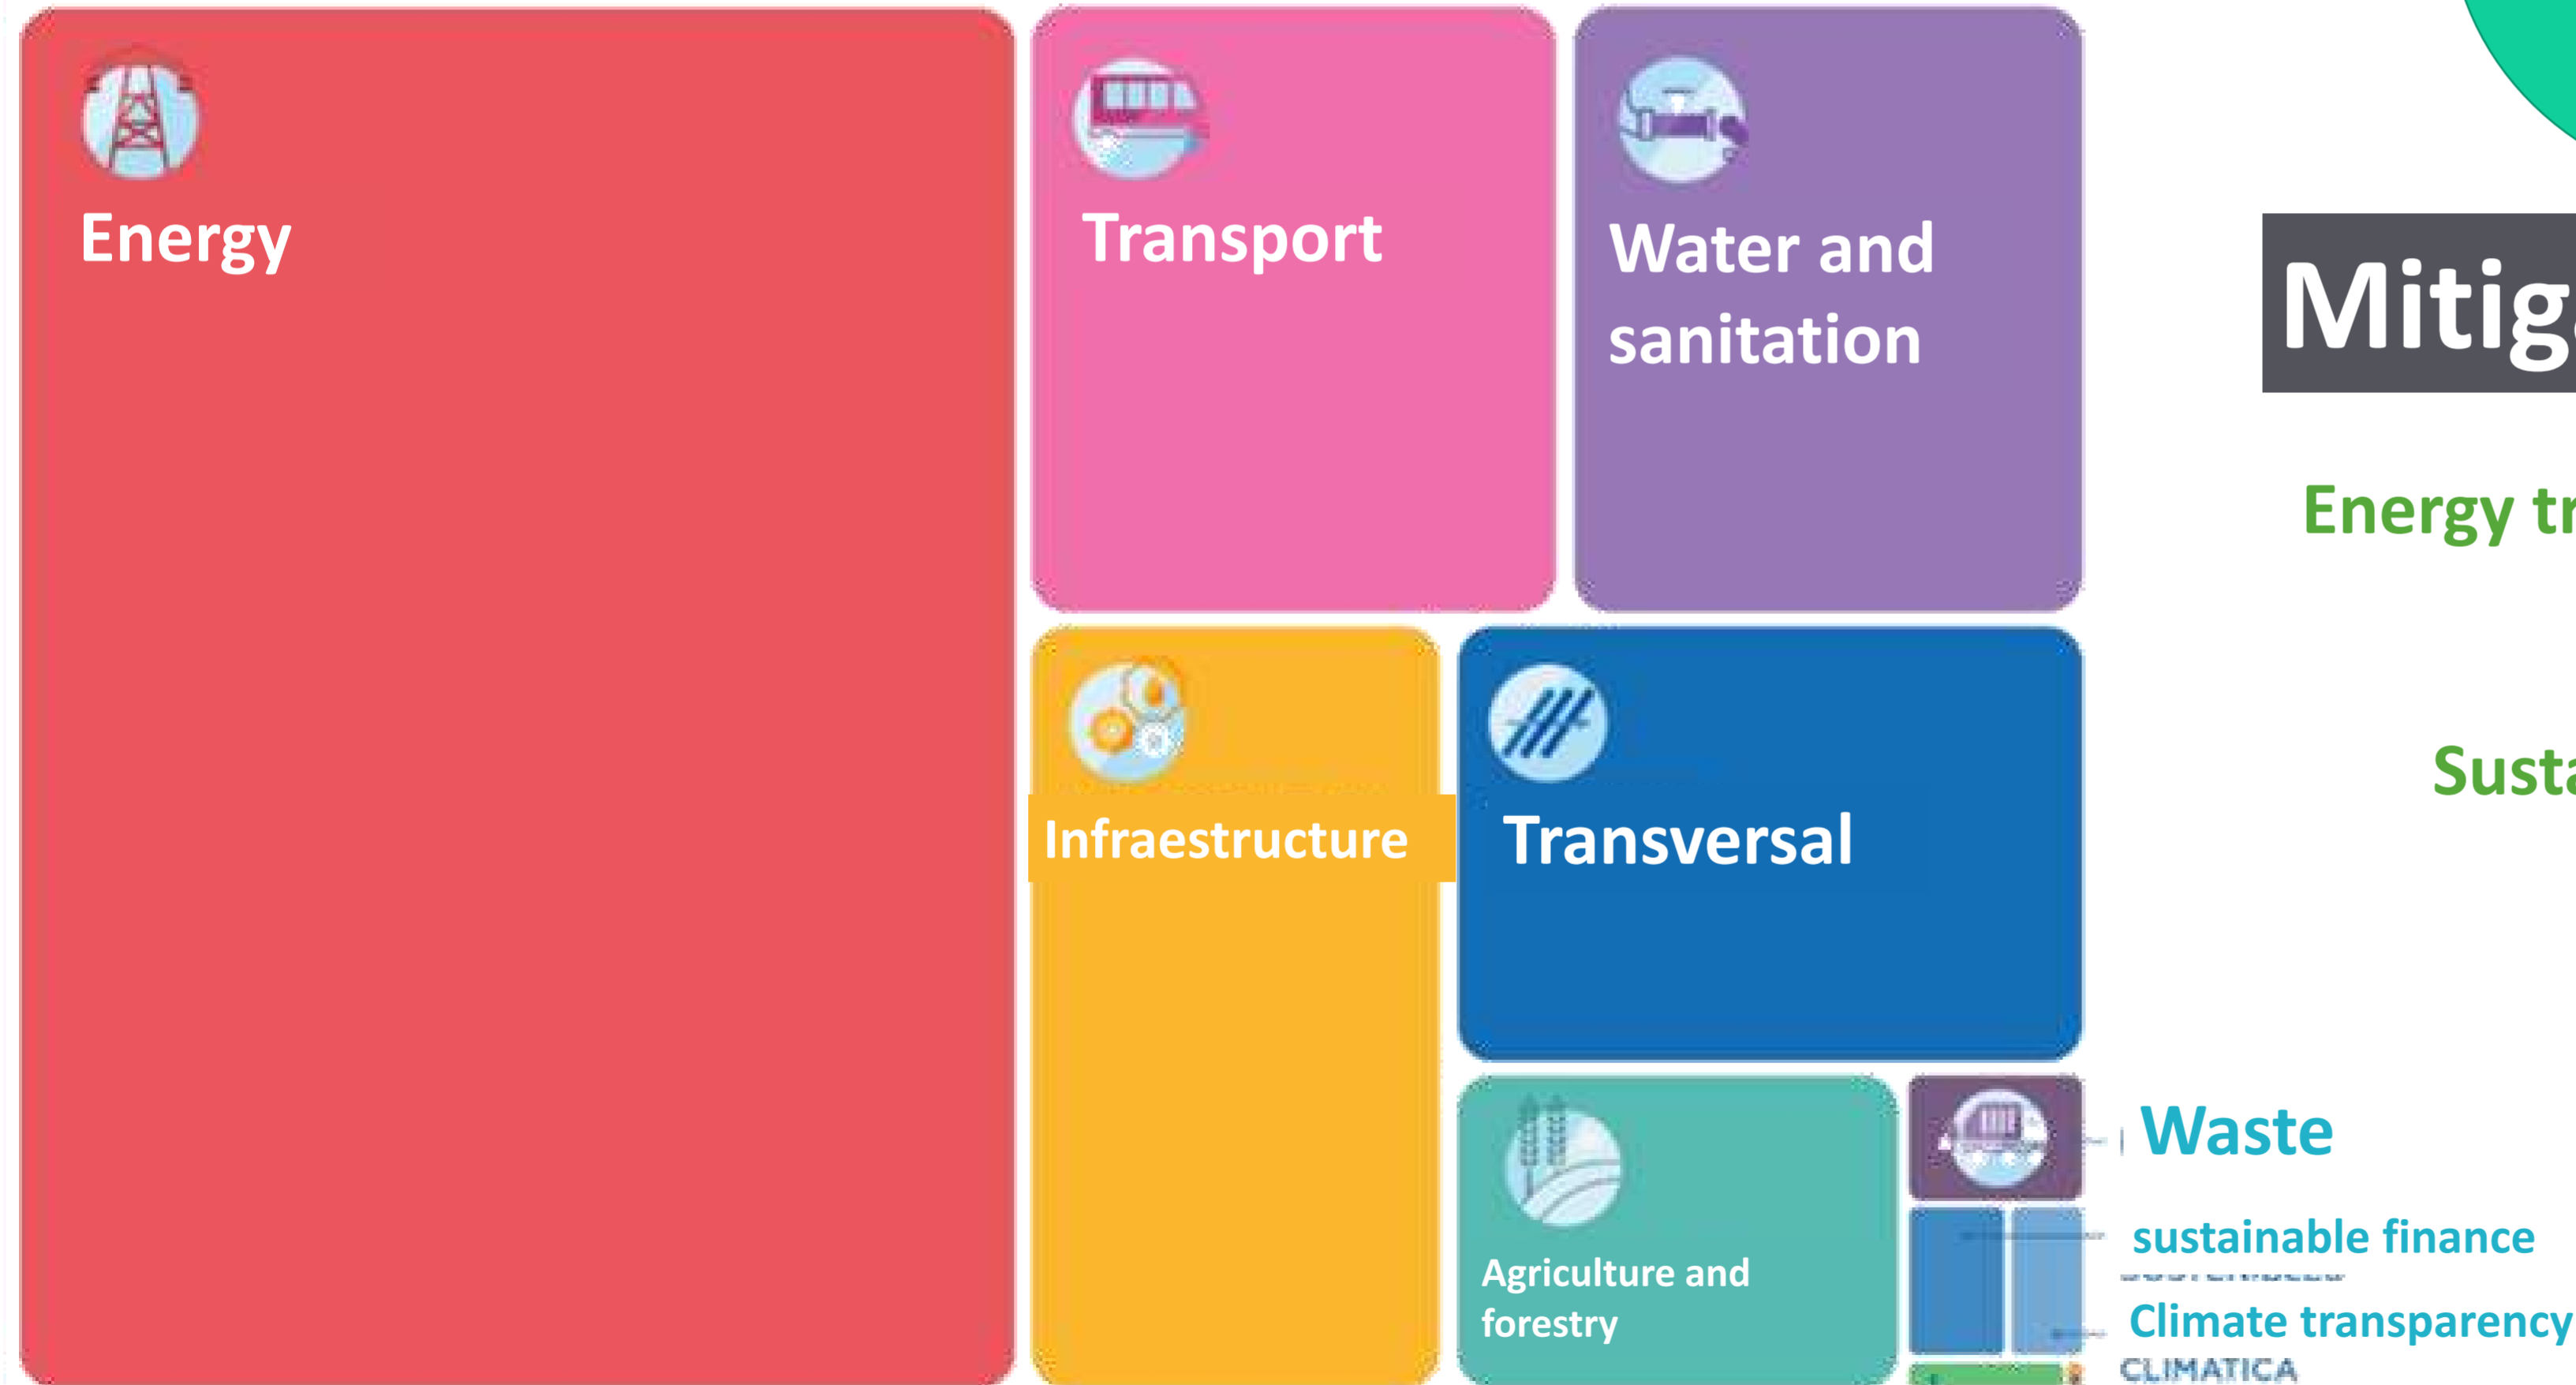 Energy
Transport
Water and
sanitation
Mitig
Energy tr
Infraestructure
Transversal
Susta
Agriculture and
forestry
Waste
sustainable finance
Climate transparency
CLIMATICA